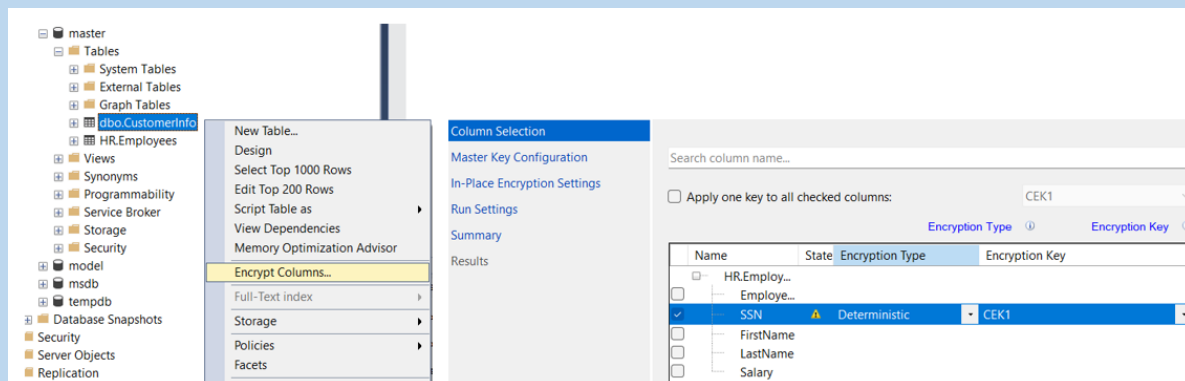 master
Tables
System Tables
External Tables
Graph Tables
dbo.CustomerInfo
HR.Employees
Views
Synonyms
Programmability
Service Broker
Storage
Security
model
msdb
tempdb
Database Snapshots
Security
Server Objects
Replication
New Table...
Design
Select Top 1000 Rows
Edit Top 200 Rows
Script Table as
View Dependencies
Memory Optimization Advisor
Encrypt Columns...
Full-Text index
Storage
Policies
Facets
Column Selection
Master Key Configuration
In-Place Encryption Settings
Run Settings
Summary
Results
Search column name...
Apply one key to all checked columns: CEK1
Encryption Type Encryption Key
Name State Encryption Type Encryption Key
HR.Employ...
Employe...
SSN Deterministic CEK1
FirstName
LastName
Salary